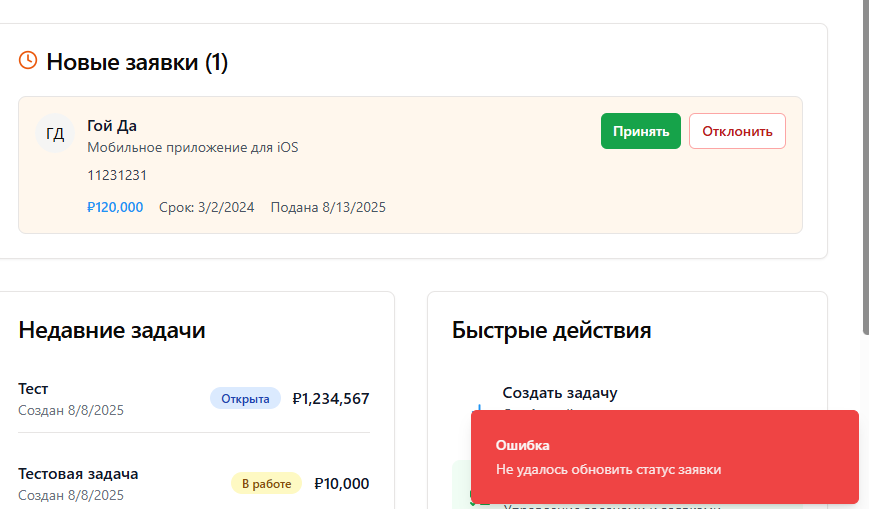 Новые заявки (1)
ГД
Гой Да
Мобильное приложение для iOS
11231231
₽120,000 Срок: 3/2/2024 Подана 8/13/2025
Принять Отклонить
Недавние задачи
Тест
Создан 8/8/2025
Открыта ₽1,234,567
Тестовая задача
Создан 8/8/2025
В работе ₽10,000
Быстрые действия
Создать задачу
Ошибка
Не удалось обновить статус заявки